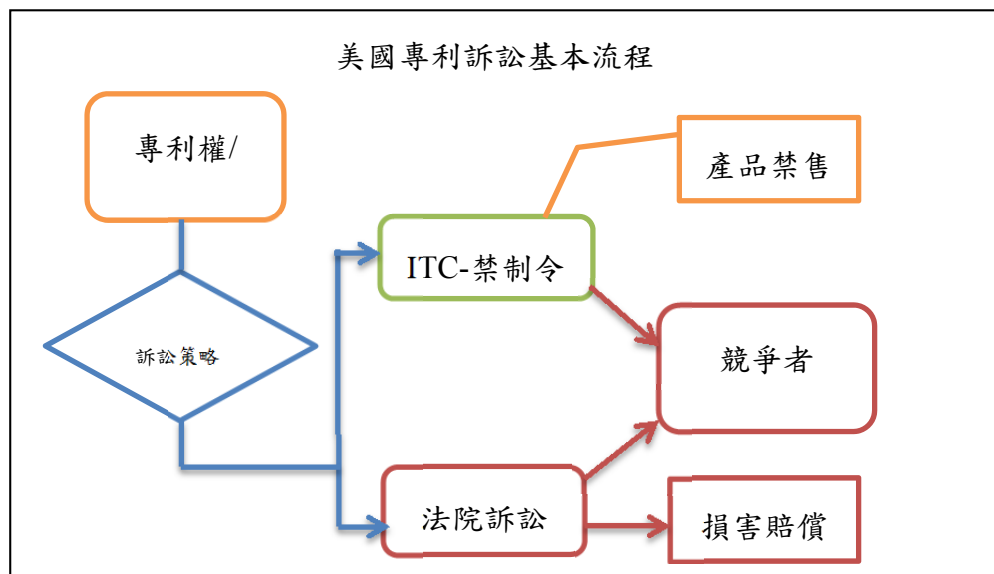 美國專利訴訟基本流程
專利權/
產品禁售
ITC-禁制令
訴訟策略
競爭者
法院訴訟
損害賠償